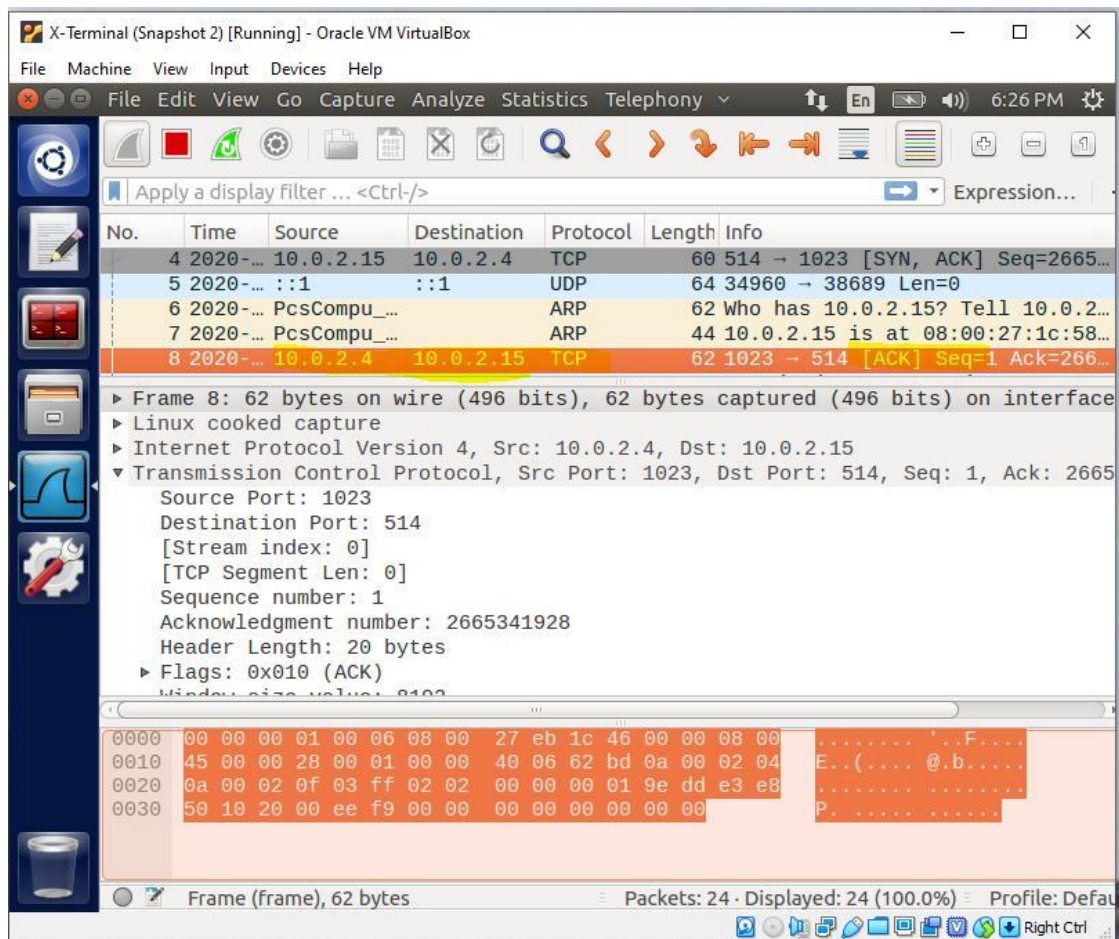 X-Terminal (Snapshot 2) [Running] - Oracle VM VirtualBox
File Machine View Input Devices Help
File Edit View Go Capture Analyze Statistics Telephony En 6:26 PM
Apply a display filter … <Ctrl-/> Expression…
No. Time Source Destination Protocol Length Info
4 2020-… 10.0.2.15 10.0.2.4 TCP 60 514 → 1023 [SYN, ACK] Seq=2665…
5 2020-… ::1 ::1 UDP 64 34960 → 38689 Len=0
6 2020-… PcsCompu_… ARP 62 Who has 10.0.2.15? Tell 10.0.2…
7 2020-… PcsCompu_… ARP 44 10.0.2.15 is at 08:00:27:1c:58…
8 2020-… 10.0.2.4 10.0.2.15 TCP 62 1023 → 514 [ACK] Seq=1 Ack=266…
Frame 8: 62 bytes on wire (496 bits), 62 bytes captured (496 bits) on interface
Linux cooked capture
Internet Protocol Version 4, Src: 10.0.2.4, Dst: 10.0.2.15
Transmission Control Protocol, Src Port: 1023, Dst Port: 514, Seq: 1, Ack: 2665
Source Port: 1023
Destination Port: 514
[Stream index: 0]
[TCP Segment Len: 0]
Sequence number: 1
Acknowledgment number: 2665341928
Header Length: 20 bytes
Flags: 0x010 (ACK)
Window size value: 8192
0000 00 00 00 01 00 06 08 00 27 eb 1c 46 00 00 08 00 ........ '..F....
0010 45 00 00 28 00 01 00 00 40 06 62 bd 0a 00 02 04 E..(.... @.b.....
0020 0a 00 02 0f 03 ff 02 02 00 00 00 01 9e dd e3 e8 ........ ........
0030 50 10 20 00 ee f9 00 00 00 00 00 00 00 00 P. ..... ......
Frame (frame), 62 bytes Packets: 24 · Displayed: 24 (100.0%) Profile: Defau
Right Ctrl